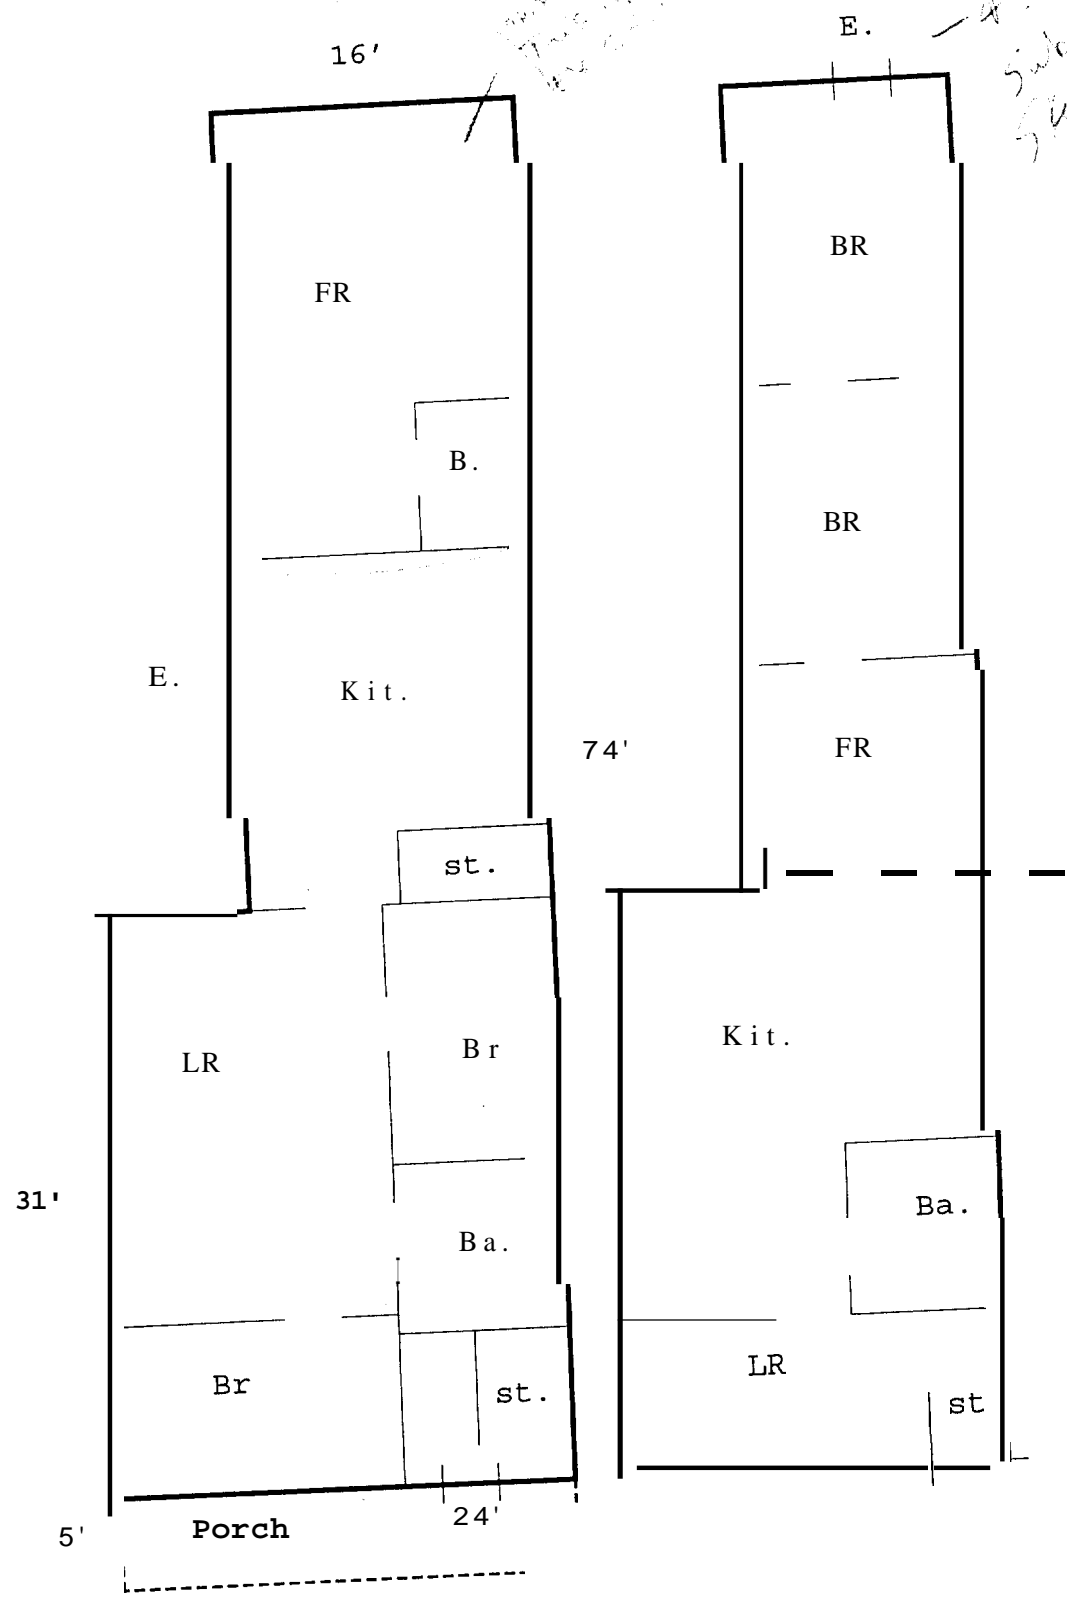 16'
E.
BR
FR
B.
BR
E.
Kit.
74'
FR
st.
LR
Br
Kit.
31'
Ba.
Ba.
Br
st.
LR
st
5'
Porch
24'